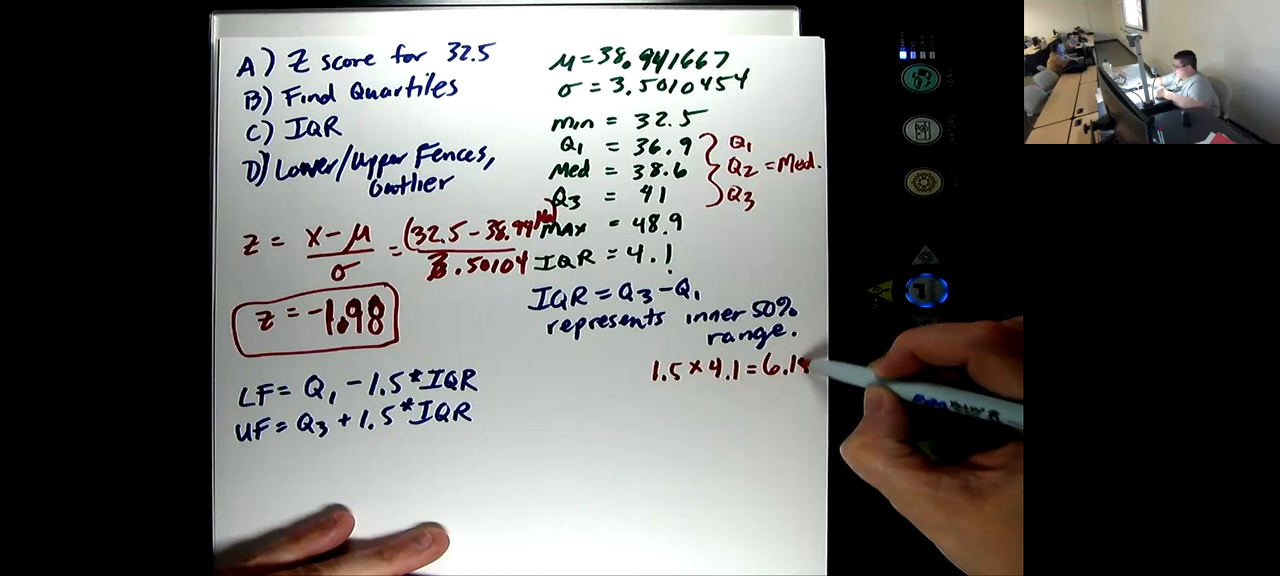 A) Z score for 32.5
B) Find Quartiles
C) IQR
D) Lower/Upper Fences,
Outlier
z = x-μ/σ = (32.5-38.94)/3.50104
z = -1.98
LF = Q₁ - 1.5*IQR
UF = Q₃ + 1.5*IQR
μ = 38.941667
σ = 3.5010454
min = 32.5
Q₁ = 36.9
Med = 38.6
Q₃ = 41
max = 48.9
IQR = 4.1
Q₁
Q₂ = Med.
Q₃
IQR = Q₃ - Q₁
represents inner 50%
range.
1.5 × 4.1 = 6.1